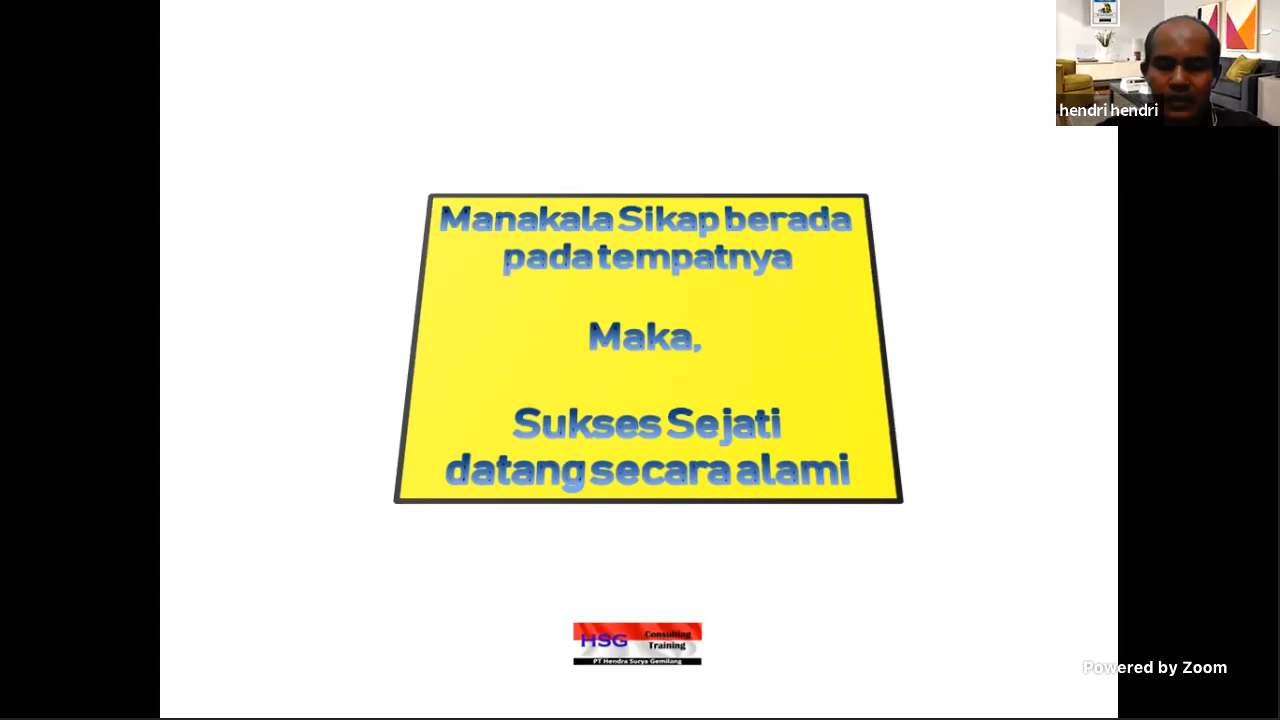 hendri hendri
Manakala Sikap berada
pada tempatnya
Maka,
Sukses Sejati
datang secara alami
HSG
Consulting
Training
PT Hendra Surya Gemilang
Powered by Zoom